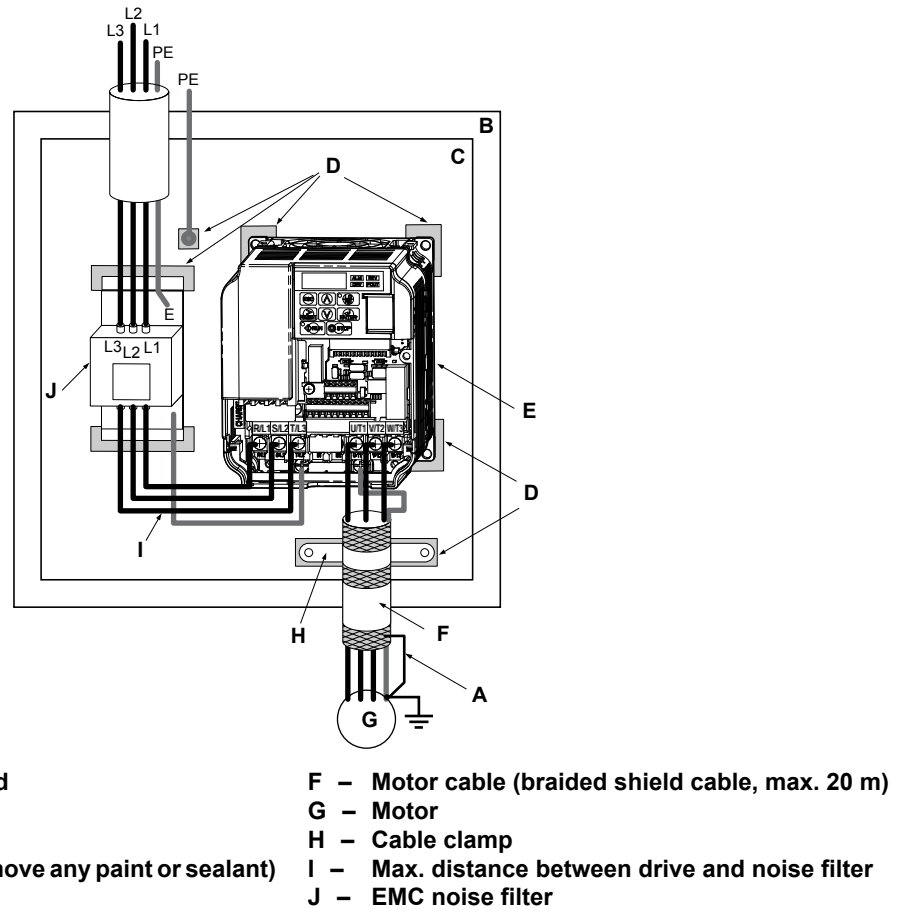 L2
L3 L1
PE
PE
B
C
D
E
L3 L2 L1
J
E
R/L1 S/L2 T/L3 U/T1 V/T2 W/T3
D
I
H
F
A
G
F – Motor cable (braided shield cable, max. 20 m)
G – Motor
H – Cable clamp
any paint or sealant) I – Max. distance between drive and noise filter
J – EMC noise filter